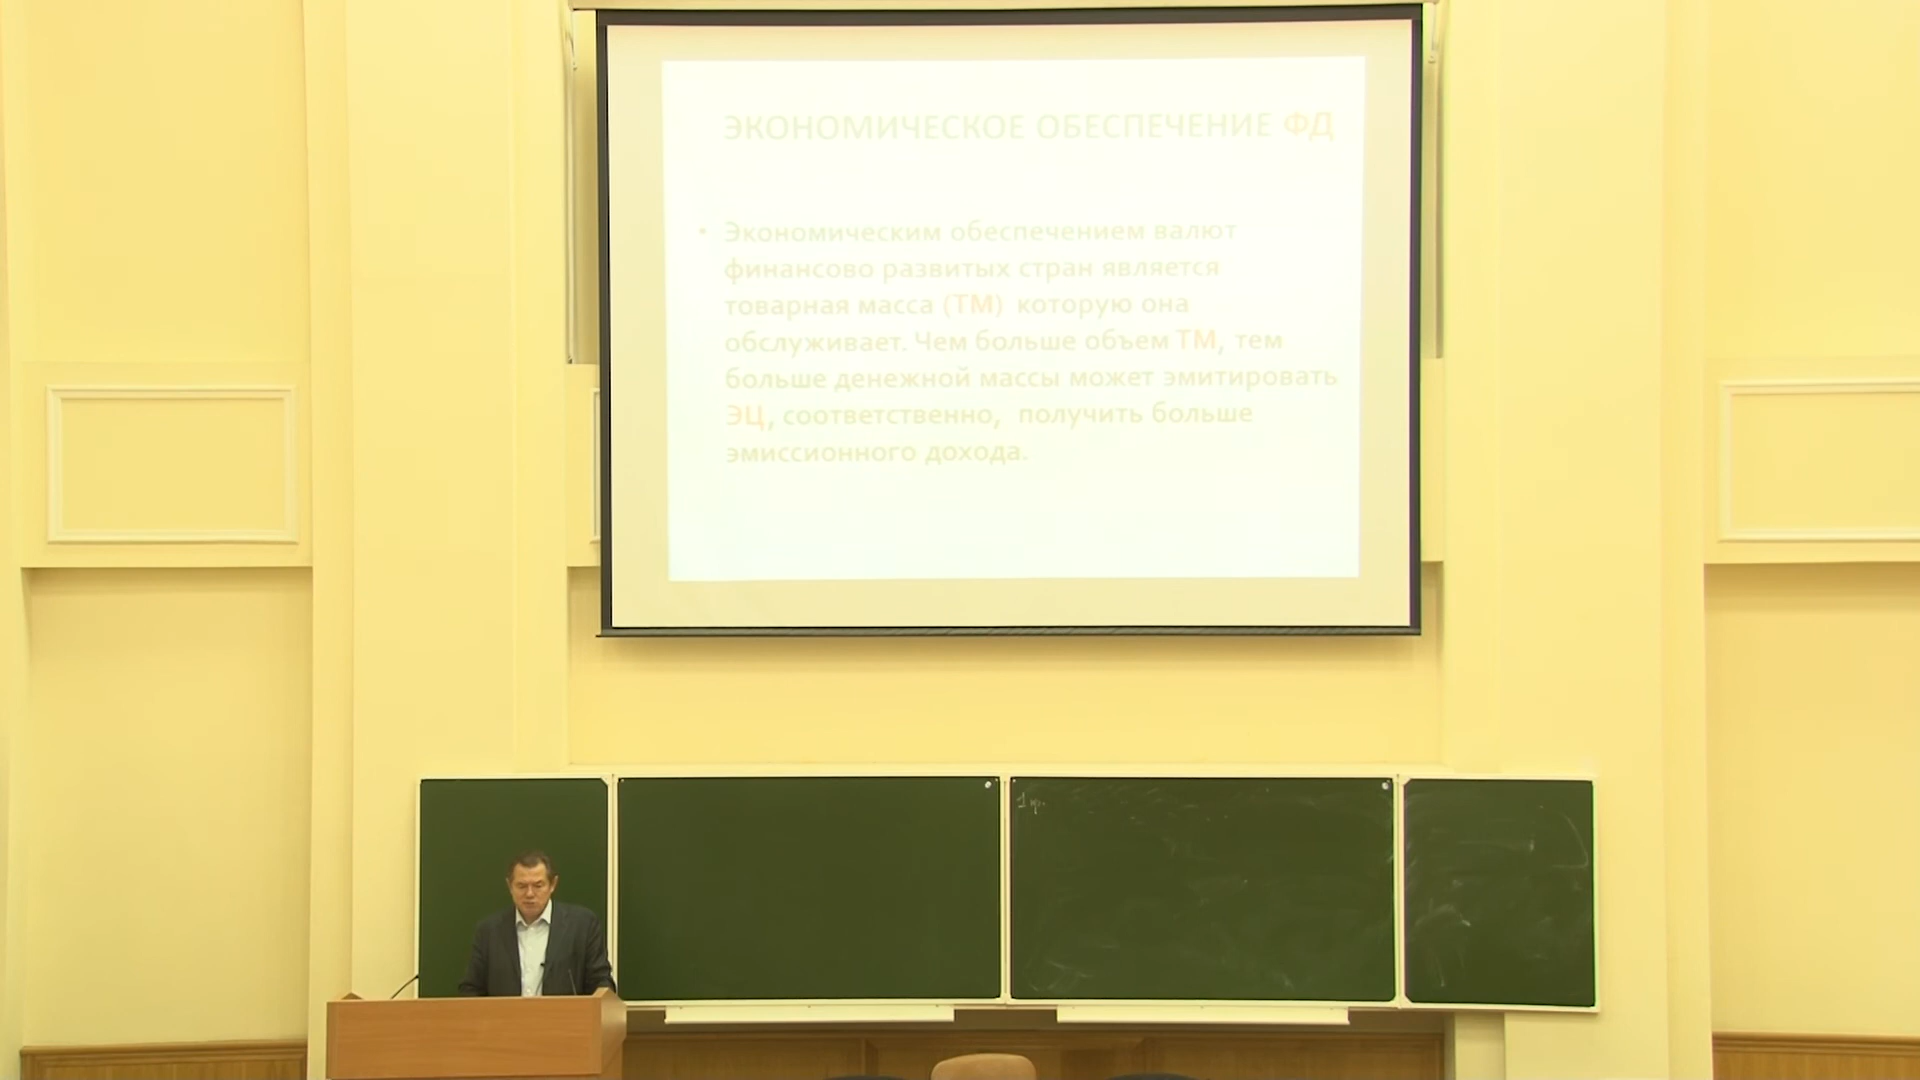 ЭКОНОМИЧЕСКОЕ ОБЕСПЕЧЕНИЕ ФД
• Экономическим обеспечением валют
финансово развитых стран является
товарная масса (ТМ) которую она
обслуживает. Чем больше объем ТМ, тем
больше денежной массы может эмитировать
ЭЦ, соответственно, получить больше
эмиссионного дохода.